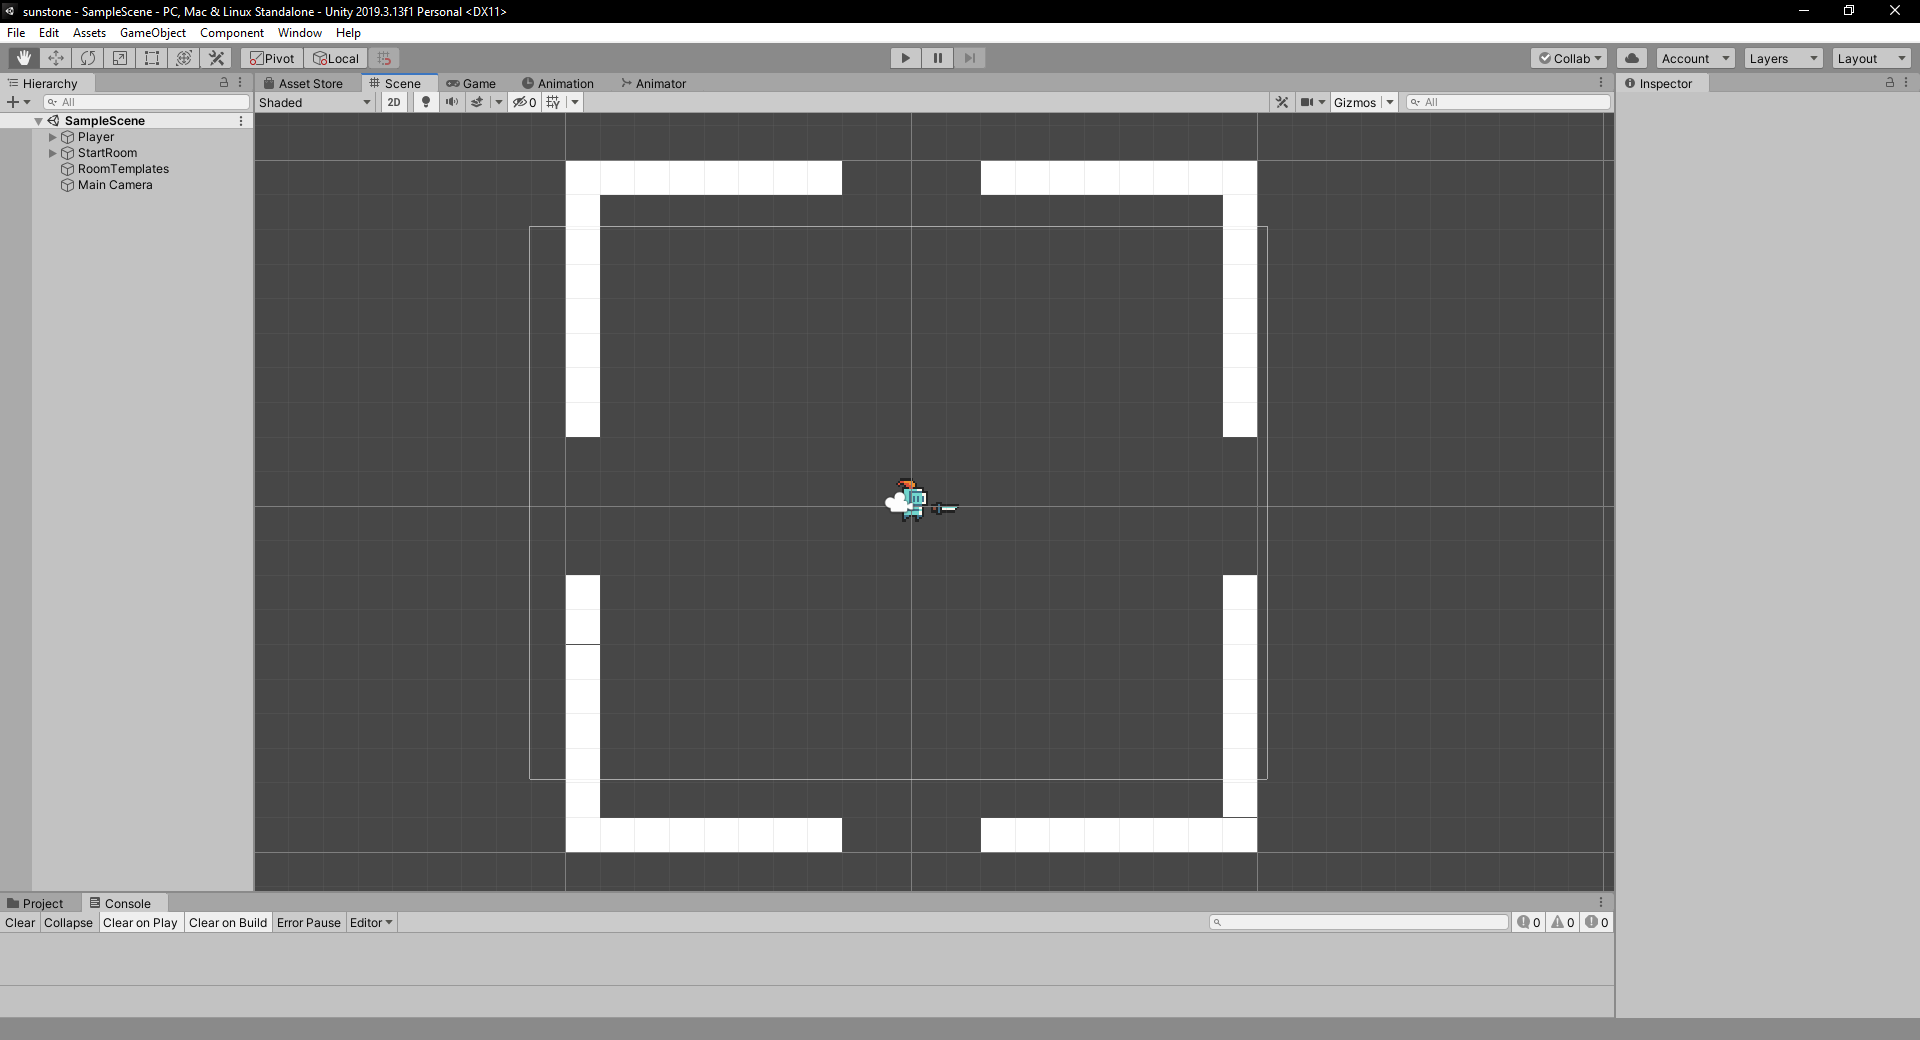 sunstone - SampleScene - PC, Mac & Linux Standalone - Unity 2019.3.13f1 Personal <DX11>
File Edit Assets GameObject Component Window Help
Pivot Local Collab Account Layers Layout
Hierarchy Asset Store Scene Game Animation Animator Inspector
All Shaded 2D 0 Gizmos All
SampleScene
Player
StartRoom
RoomTemplates
Main Camera
Project Console
Clear Collapse Clear on Play Clear on Build Error Pause Editor 0 0 0